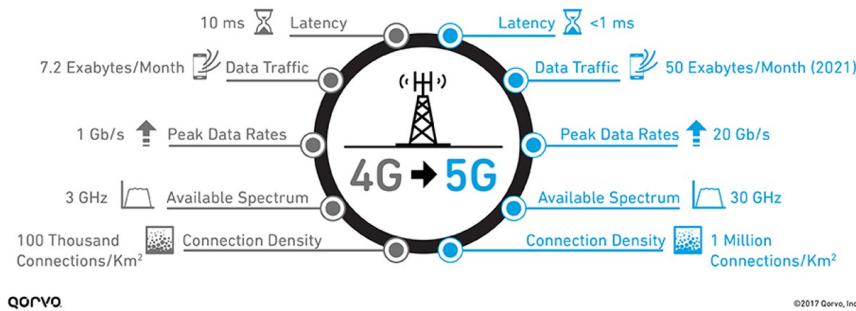 10 ms Latency
7.2 Exabytes/Month Data Traffic
1 Gb/s Peak Data Rates
3 GHz Available Spectrum
100 Thousand Connection Density
Connections/Km²
4G 5G
Latency <1 ms
Data Traffic 50 Exabytes/Month (2021)
Peak Data Rates 20 Gb/s
Available Spectrum 30 GHz
Connection Density 1 Million
Connections/Km²
QORVO
©2017 Qorvo, Inc